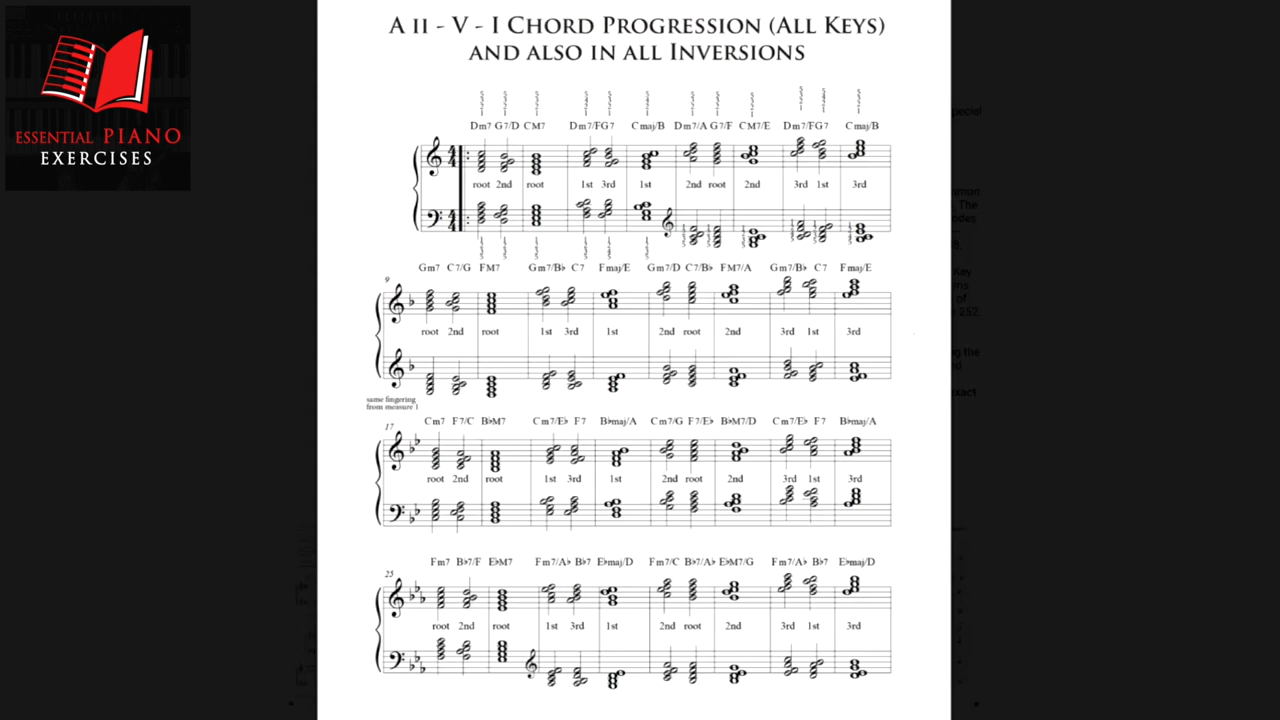 A ii - V - I Chord Progression (All Keys)
and also in all Inversions
ESSENTIAL PIANO
EXERCISES
Dm7 G7/D CM7 Dm7/F G7 Cmaj/B Dm7/A G7/F CM7/E Dm7/F G7 Cmaj/B
root 2nd root 1st 3rd 1st 2nd root 2nd 3rd 1st 3rd
Gm7 C7/G FM7 Gm7/B♭ C7 Fmaj/E Gm7/D C7/B♭ FM7/A Gm7/B♭ C7 Fmaj/E
9
root 2nd root 1st 3rd 1st 2nd root 2nd 3rd 1st 3rd
same fingering
from measure 1
Cm7 F7/C B♭M7 Cm7/E♭ F7 B♭maj/A Cm7/G F7/E♭ B♭M7/D Cm7/E♭ F7 B♭maj/A
17
root 2nd root 1st 3rd 1st 2nd root 2nd 3rd 1st 3rd
Fm7 B♭7/F E♭M7 Fm7/A♭ B♭7 E♭maj/D Fm7/C B♭7/A♭ E♭M7/G Fm7/A♭ B♭7 E♭maj/D
25
root 2nd root 1st 3rd 1st 2nd root 2nd 3rd 1st 3rd